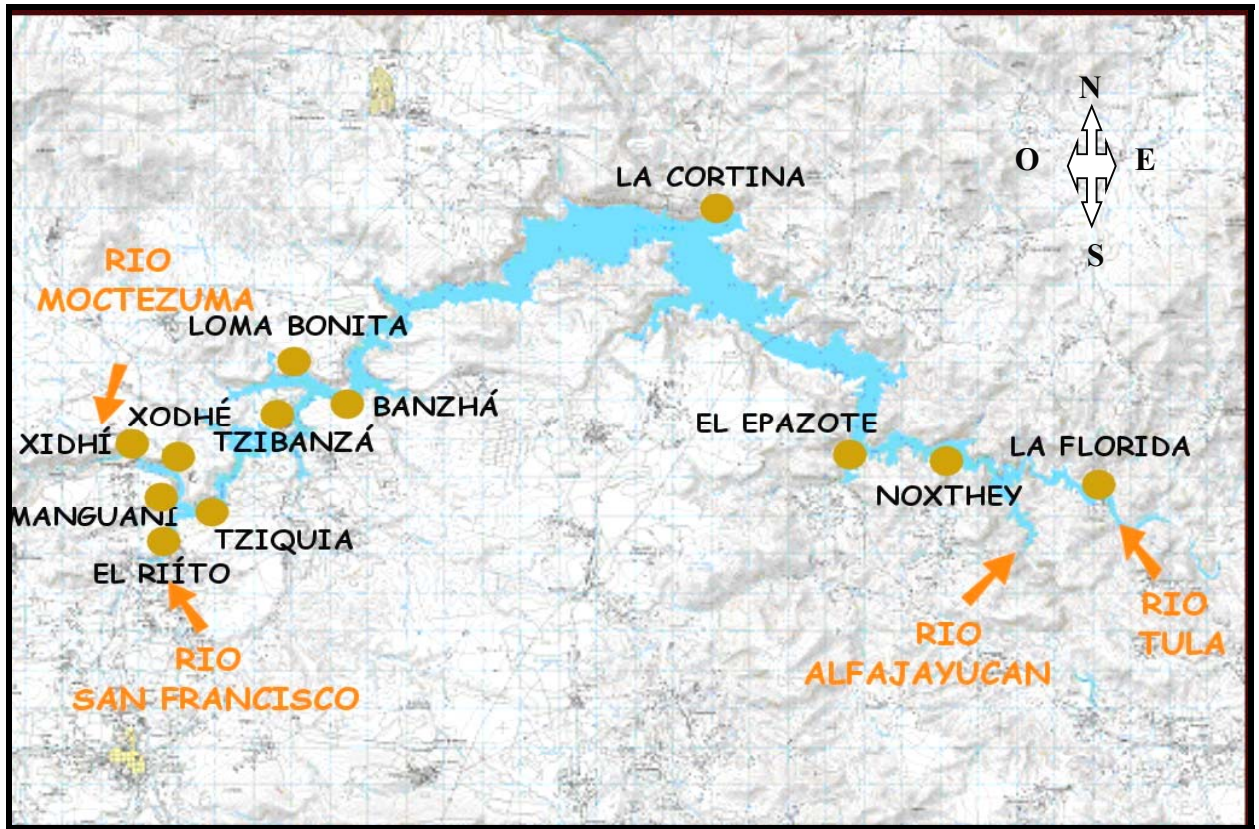 N
O
E
S
LA CORTINA
RIO
MOCTEZUMA
LOMA BONITA
XODHÉ
BANZHÁ
XIDHÍ
TZIBANZÁ
EL EPAZOTE
LA FLORIDA
NOXTHEY
MANGUANI
TZIQUIA
EL RIÍTO
RIO
SAN FRANCISCO
RIO
ALFAJAYUCAN
RIO
TULA